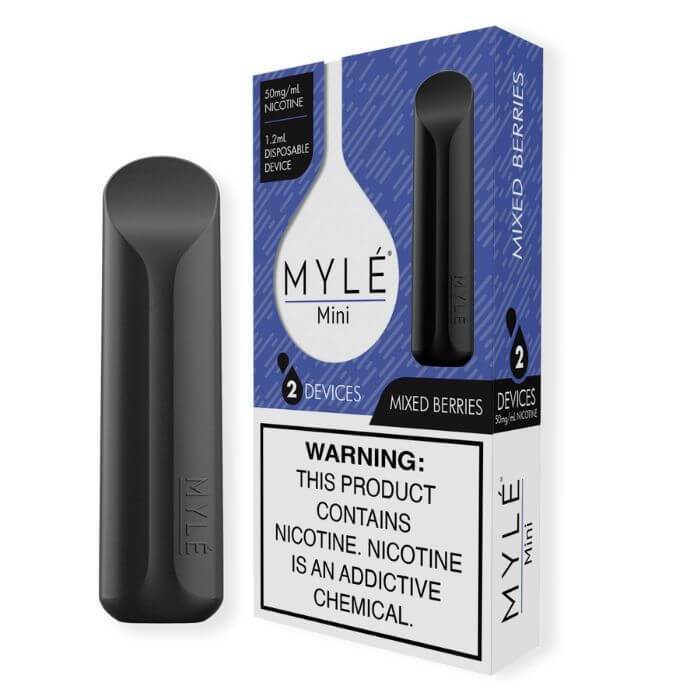 50mg/mL
NICOTINE
1.2mL
DISPOSABLE
DEVICE
MYLÉ®
Mini
2 DEVICES
MIXED BERRIES
MYLÉ
WARNING:
THIS PRODUCT
CONTAINS
NICOTINE. NICOTINE
IS AN ADDICTIVE
CHEMICAL.
MIXED BERRIES
2
DEVICES
50mg/mL NICOTINE
MYLÉ®
Mini
MYLÉ